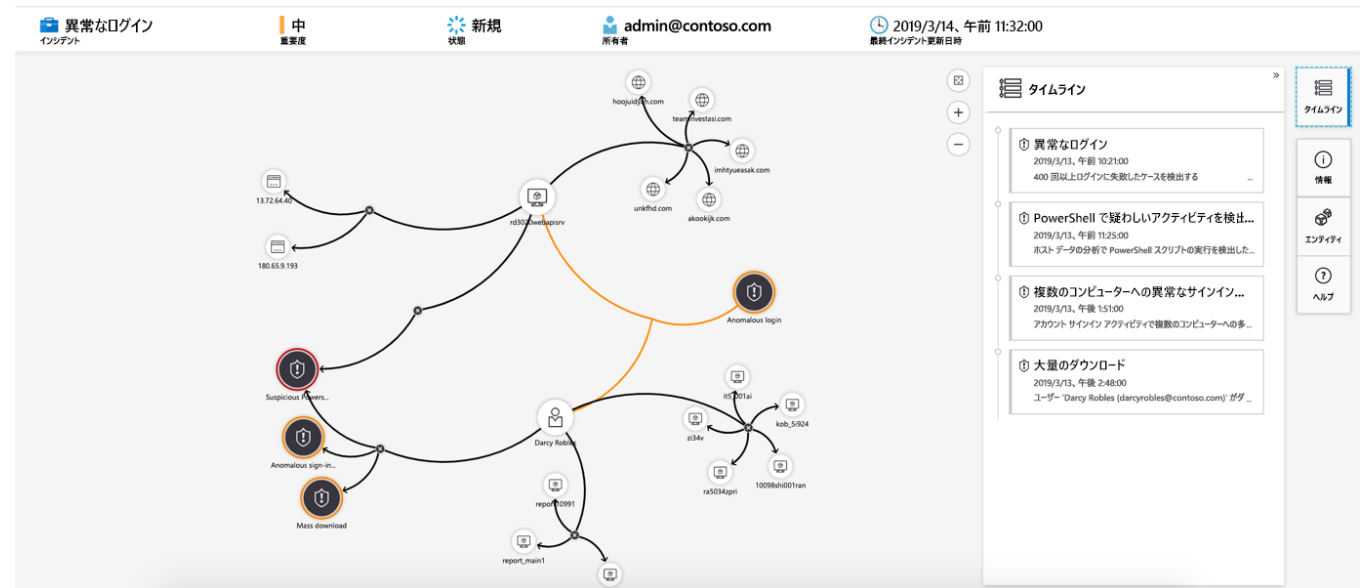 異常なログイン
インシデント
中
重要度
新規
状態
admin@contoso.com
所有者
2019/3/14、午前 11:32:00
最終インシデント更新日時
hoojuidyun.com
teaminvestasi.com
imhtyueasak.com
unkfhd.com
akookijk.com
13.72.64.40
180.65.9.193
rd3020webapisrv
Anomalous login
Suspicious Powers...
Anomalous sign-in...
Mass download
Darcy Robles
it5_001ai
kob_5i924
zi34v
ra5034zpri
10098shi001ran
report_10991
report_main1
タイムライン
»
異常なログイン
2019/3/13、午前 10:21:00
400 回以上ログインに失敗したケースを検出する ...
PowerShell で疑わしいアクティビティを検出...
2019/3/13、午前 11:25:00
ホスト データの分析で PowerShell スクリプトの実行を検出した...
複数のコンピューターへの異常なサインイン...
2019/3/13、午後 1:51:00
アカウント サインイン アクティビティで複数のコンピューターへの多...
大量のダウンロード
2019/3/13、午後 2:48:00
ユーザー 'Darcy Robles (darcyrobles@contoso.com)' がダ...
タイムライン
情報
エンティティ
ヘルプ